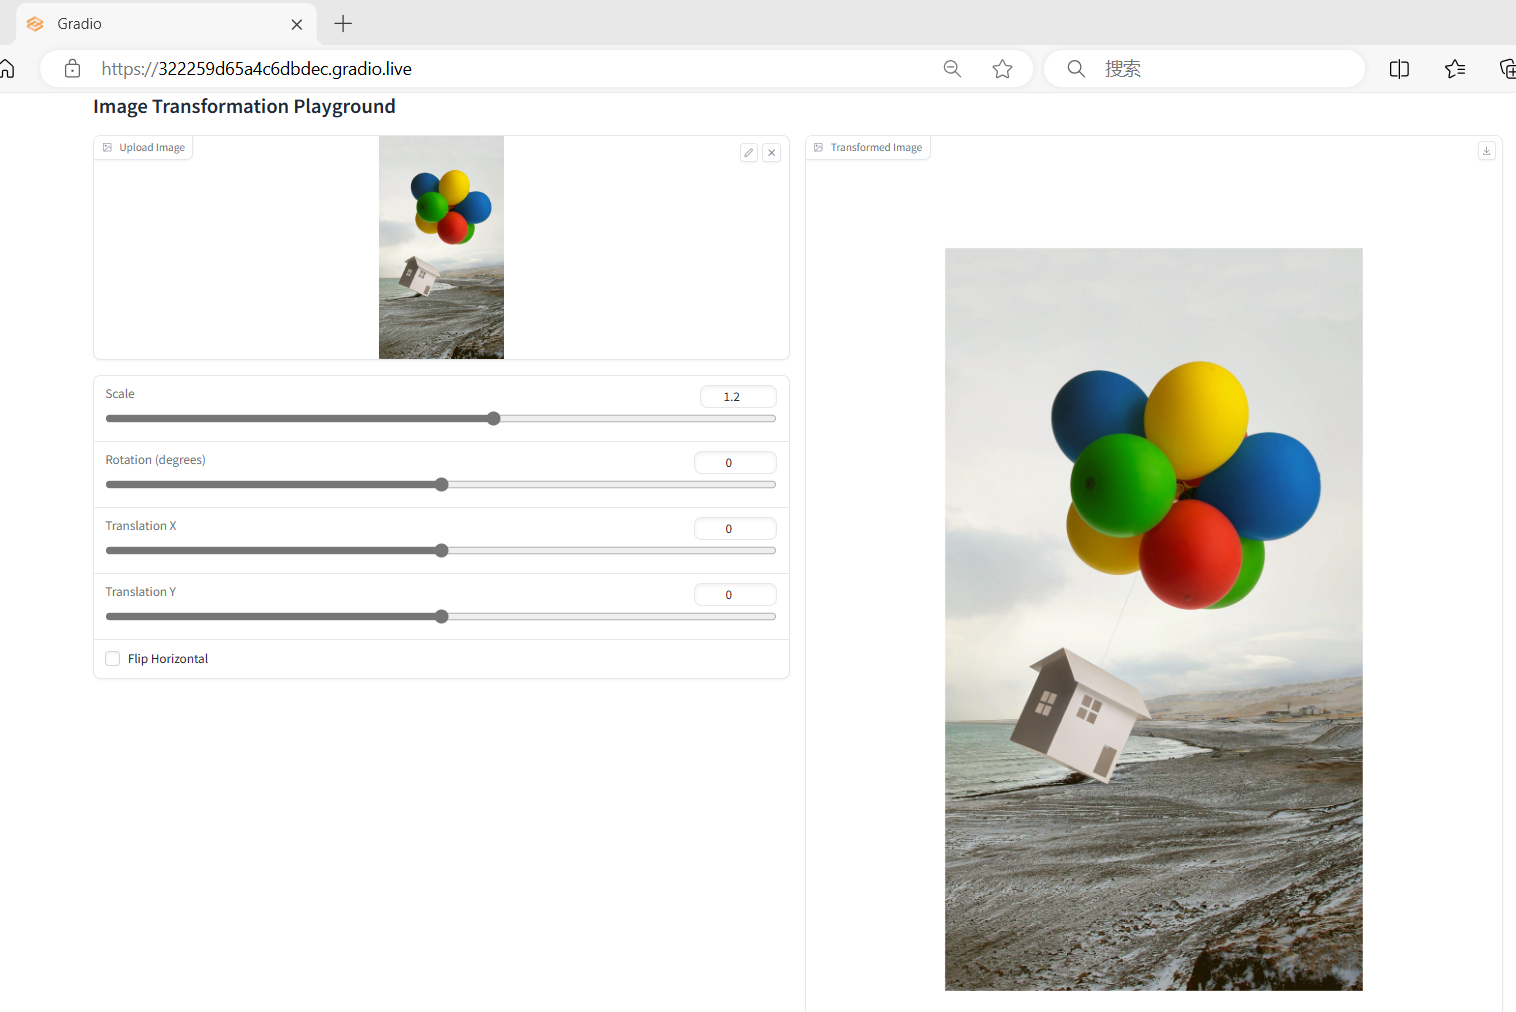 Gradio
https://322259d65a4c6dbdec.gradio.live
搜索
Image Transformation Playground
Upload Image
Transformed Image
Scale
1.2
Rotation (degrees)
0
Translation X
0
Translation Y
0
Flip Horizontal